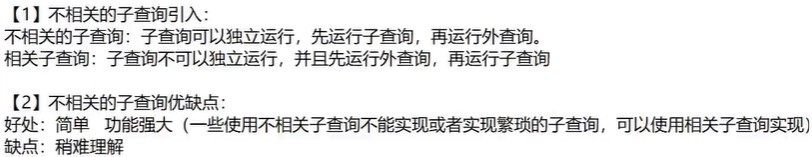 【1】不相关的子查询引入：
不相关的子查询：子查询可以独立运行，先运行子查询，再运行外查询。
相关子查询：子查询不可以独立运行，并且先运行外查询，再运行子查询
【2】不相关的子查询优缺点：
好处：简单 功能强大（一些使用不相关子查询不能实现或者实现繁琐的子查询，可以使用相关子查询实现）
缺点：稍难理解